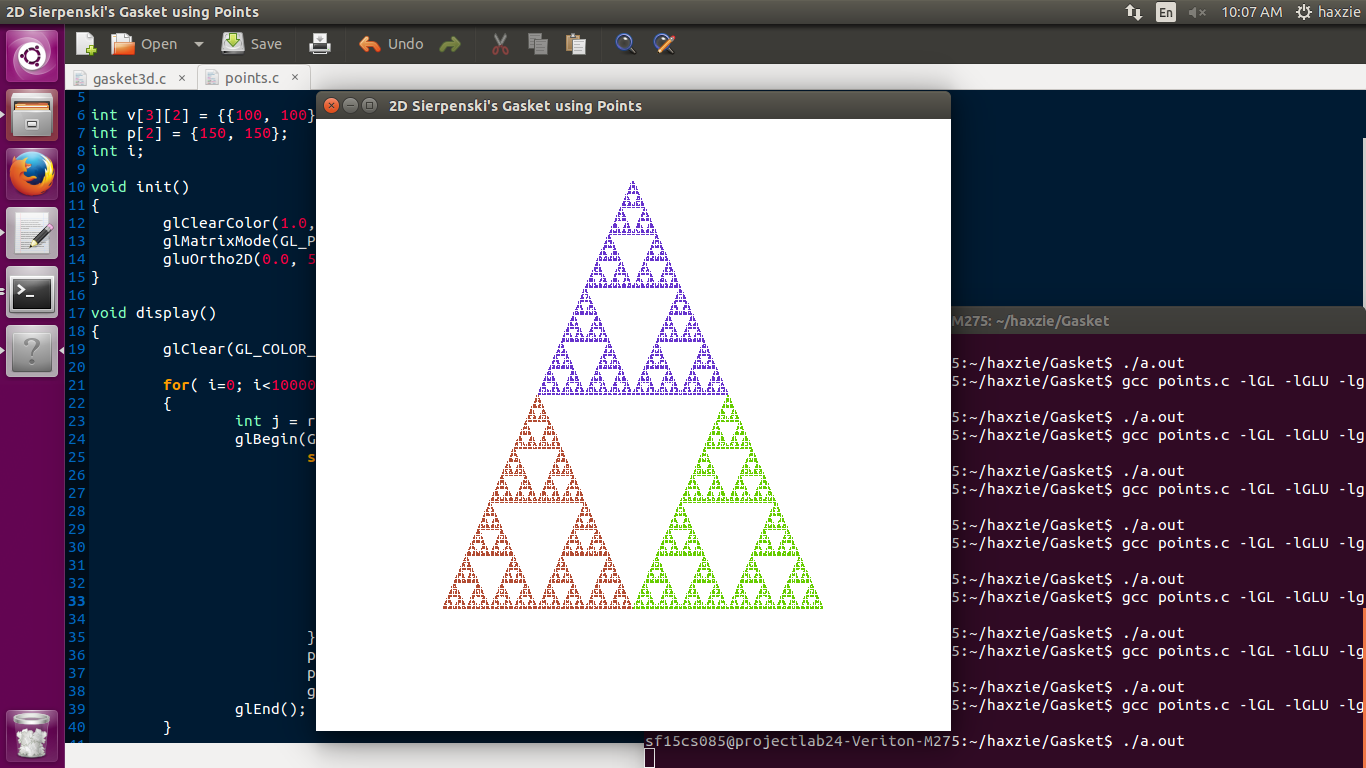 2D Sierpenski's Gasket using Points
En
10:07 AM
haxzie
Open
Save
Undo
gasket3d.c ×
points.c ×
2D Sierpenski's Gasket using Points
5
6 int v[3][2] = {{100, 100}
7 int p[2] = {150, 150};
8 int i;
9
10 void init()
11 {
12 glClearColor(1.0,
13 glMatrixMode(GL_P
14 gluOrtho2D(0.0, 5
15 }
16
17 void display()
18 {
19 glClear(GL_COLOR_
20
21 for( i=0; i<10000
22 {
23 int j = r
24 glBegin(G
25 s
26
27
28
29
30
31
32
33
34
35 }
36 p
37 p
38 g
39 glEnd();
40 }
M275: ~/haxzie/Gasket
5:~/haxzie/Gasket$ ./a.out
5:~/haxzie/Gasket$ gcc points.c -lGL -lGLU -lg
5:~/haxzie/Gasket$ ./a.out
5:~/haxzie/Gasket$ gcc points.c -lGL -lGLU -lg
5:~/haxzie/Gasket$ ./a.out
5:~/haxzie/Gasket$ gcc points.c -lGL -lGLU -lg
5:~/haxzie/Gasket$ ./a.out
5:~/haxzie/Gasket$ gcc points.c -lGL -lGLU -lg
5:~/haxzie/Gasket$ ./a.out
5:~/haxzie/Gasket$ gcc points.c -lGL -lGLU -lg
5:~/haxzie/Gasket$ ./a.out
5:~/haxzie/Gasket$ gcc points.c -lGL -lGLU -lg
5:~/haxzie/Gasket$ ./a.out
5:~/haxzie/Gasket$ gcc points.c -lGL -lGLU -lg
sf15cs085@projectlab24-Veriton-M275:~/haxzie/Gasket$ ./a.out